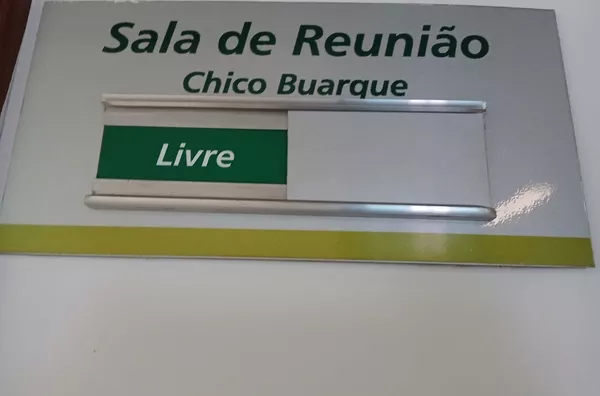 Sala de Reunião
Chico Buarque
Livre